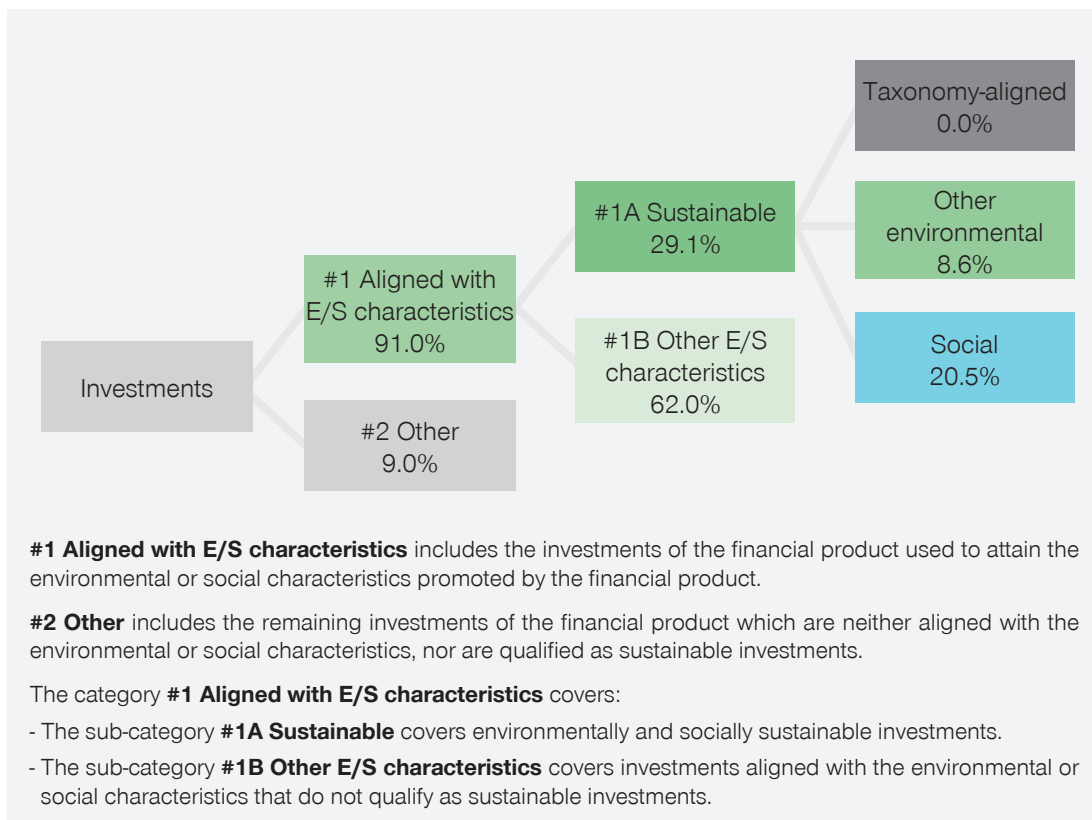 Taxonomy-aligned
0.0%
#1A Sustainable
29.1%
Other
environmental
8.6%
#1 Aligned with
E/S characteristics
91.0%
#1B Other E/S
characteristics
62.0%
Social
20.5%
Investments
#2 Other
9.0%
#1 Aligned with E/S characteristics includes the investments of the financial product used to attain the
environmental or social characteristics promoted by the financial product.
#2 Other includes the remaining investments of the financial product which are neither aligned with the
environmental or social characteristics, nor are qualified as sustainable investments.
The category #1 Aligned with E/S characteristics covers:
- The sub-category #1A Sustainable covers environmentally and socially sustainable investments.
- The sub-category #1B Other E/S characteristics covers investments aligned with the environmental or
social characteristics that do not qualify as sustainable investments.